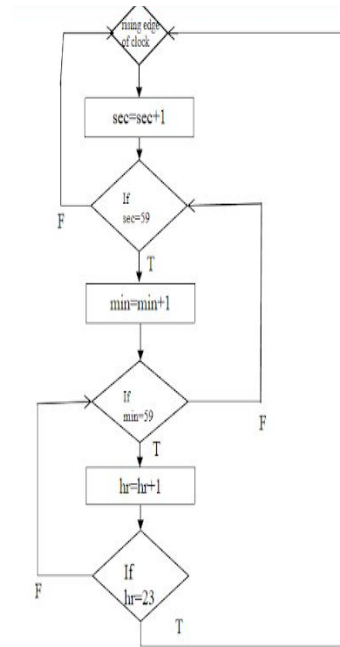 rising edge
of clock
sec=sec+1
If
sec=59
F
T
min=min+1
If
min=59
F
T
hr=hr+1
If
hr=23
F
T